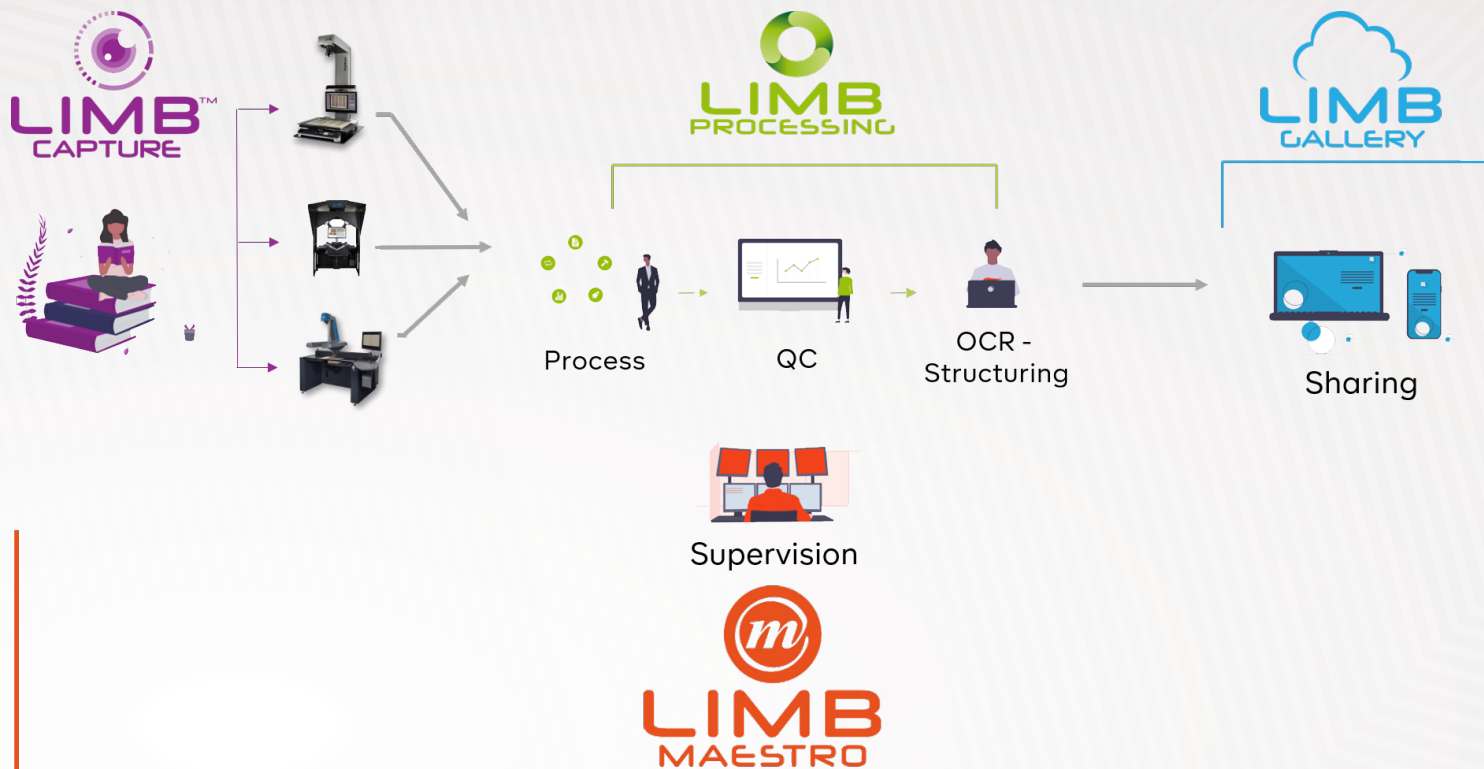 LIMB™
CAPTURE
LIMB
PROCESSING
LIMB
GALLERY
Process
QC
OCR -
Structuring
Sharing
Supervision
m
LIMB
MAESTRO